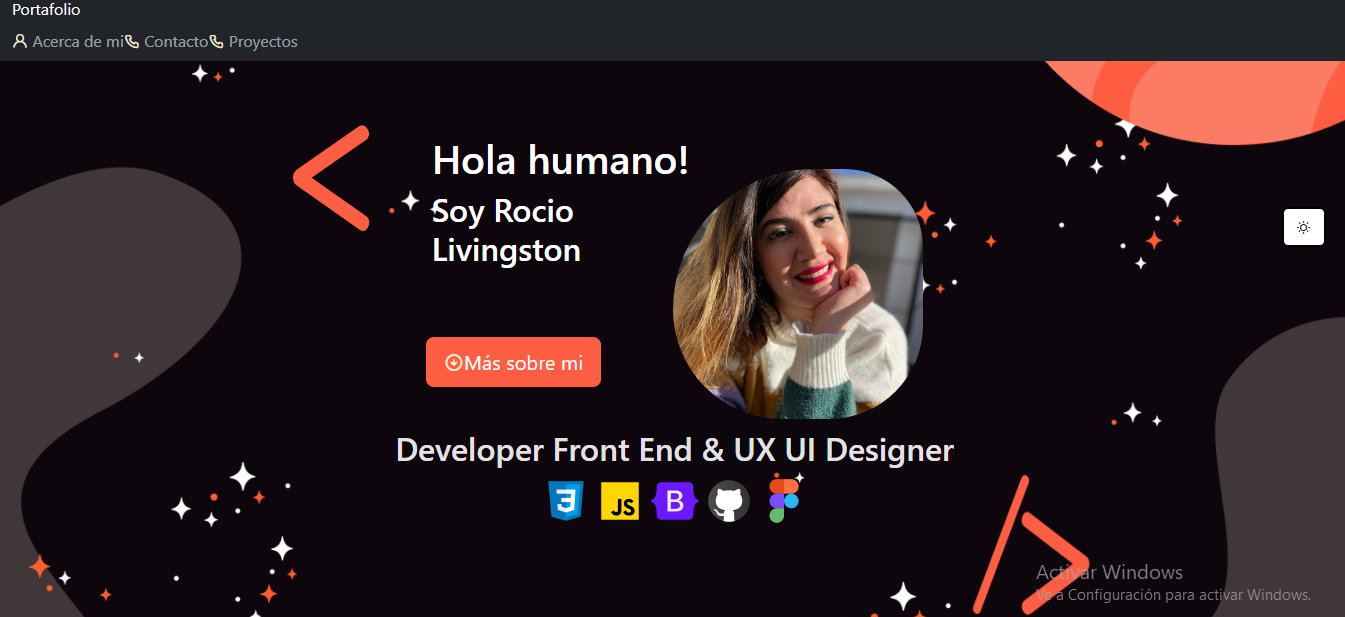 Portafolio
Acerca de mi Contacto Proyectos
Hola humano!
Soy Rocio
Livingston
Más sobre mi
Developer Front End & UX UI Designer
3 JS B
Activar Windows
Ve a Configuración para activar Windows.